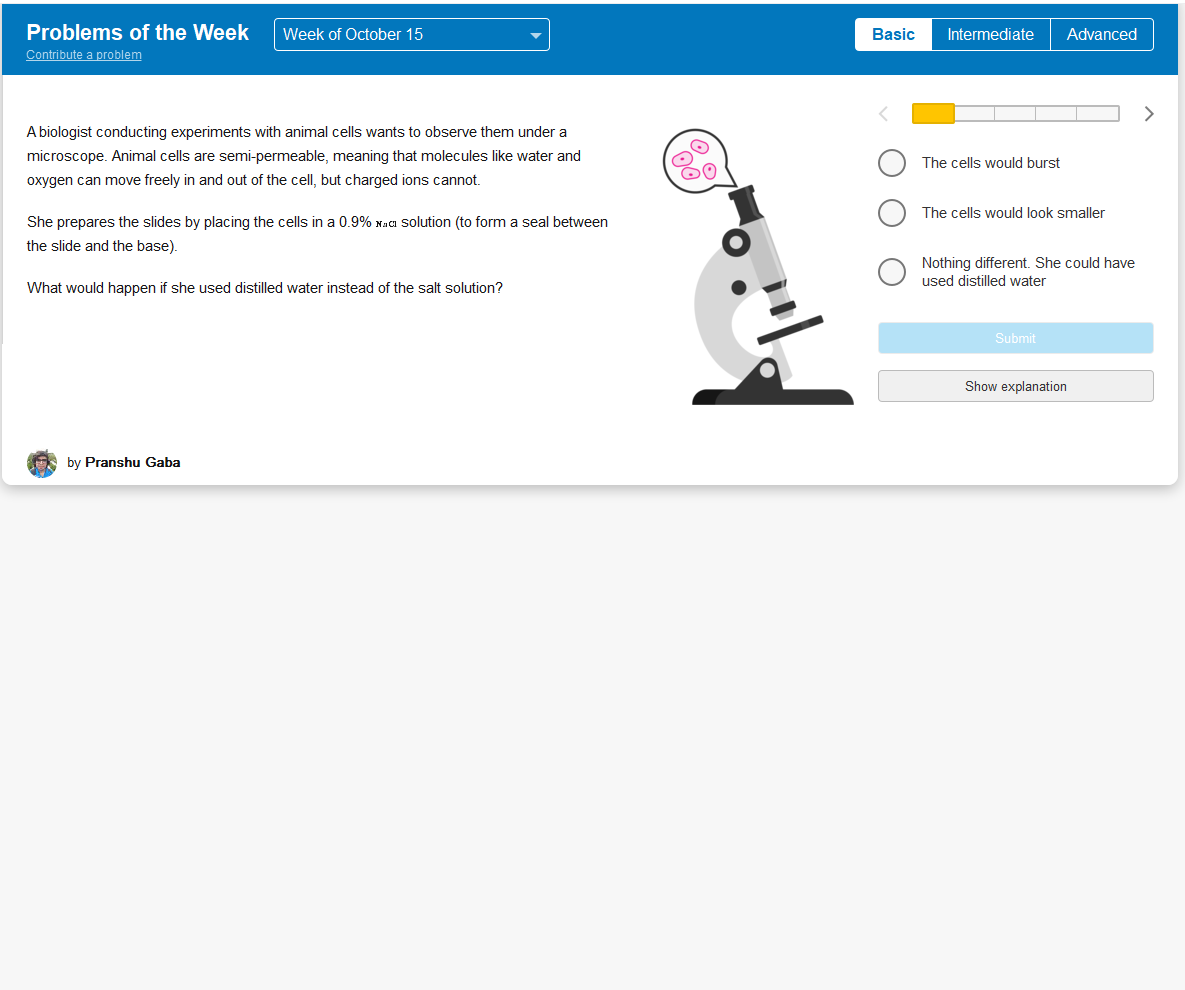 Problems of the Week
Contribute a problem
Week of October 15
Basic
Intermediate
Advanced
A biologist conducting experiments with animal cells wants to observe them under a
microscope. Animal cells are semi-permeable, meaning that molecules like water and
oxygen can move freely in and out of the cell, but charged ions cannot.
She prepares the slides by placing the cells in a 0.9% NaCl solution (to form a seal between
the slide and the base).
What would happen if she used distilled water instead of the salt solution?
The cells would burst
The cells would look smaller
Nothing different. She could have
used distilled water
Submit
Show explanation
by Pranshu Gaba